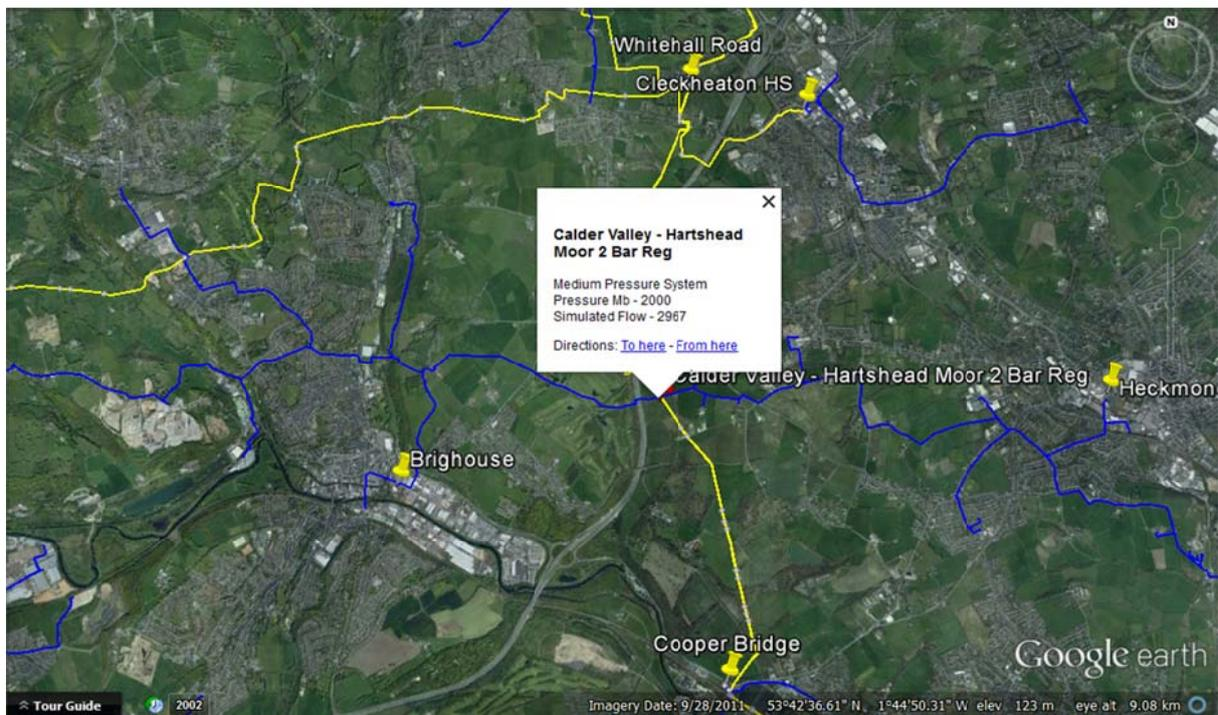 N
Whitehall Road
Cleckheaton HS
Calder Valley - Hartshead
Moor 2 Bar Reg
Medium Pressure System
Pressure Mb - 2000
Simulated Flow - 2967
Directions: To here - From here
Calder Valley - Hartshead Moor 2 Bar Reg
Heckmon
Brighouse
Cooper Bridge
Google earth
Tour Guide
2002
Imagery Date: 9/28/2011 53°42'36.61" N 1°44'50.31" W elev 123 m eye alt 9.08 km